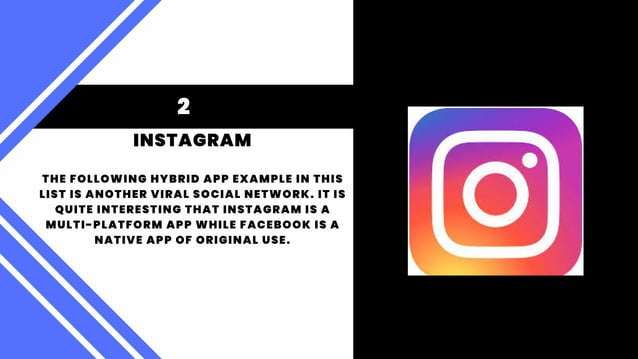 2
INSTAGRAM
THE FOLLOWING HYBRID APP EXAMPLE IN THIS
LIST IS ANOTHER VIRAL SOCIAL NETWORK. IT IS
QUITE INTERESTING THAT INSTAGRAM IS A
MULTI-PLATFORM APP WHILE FACEBOOK IS A
NATIVE APP OF ORIGINAL USE.